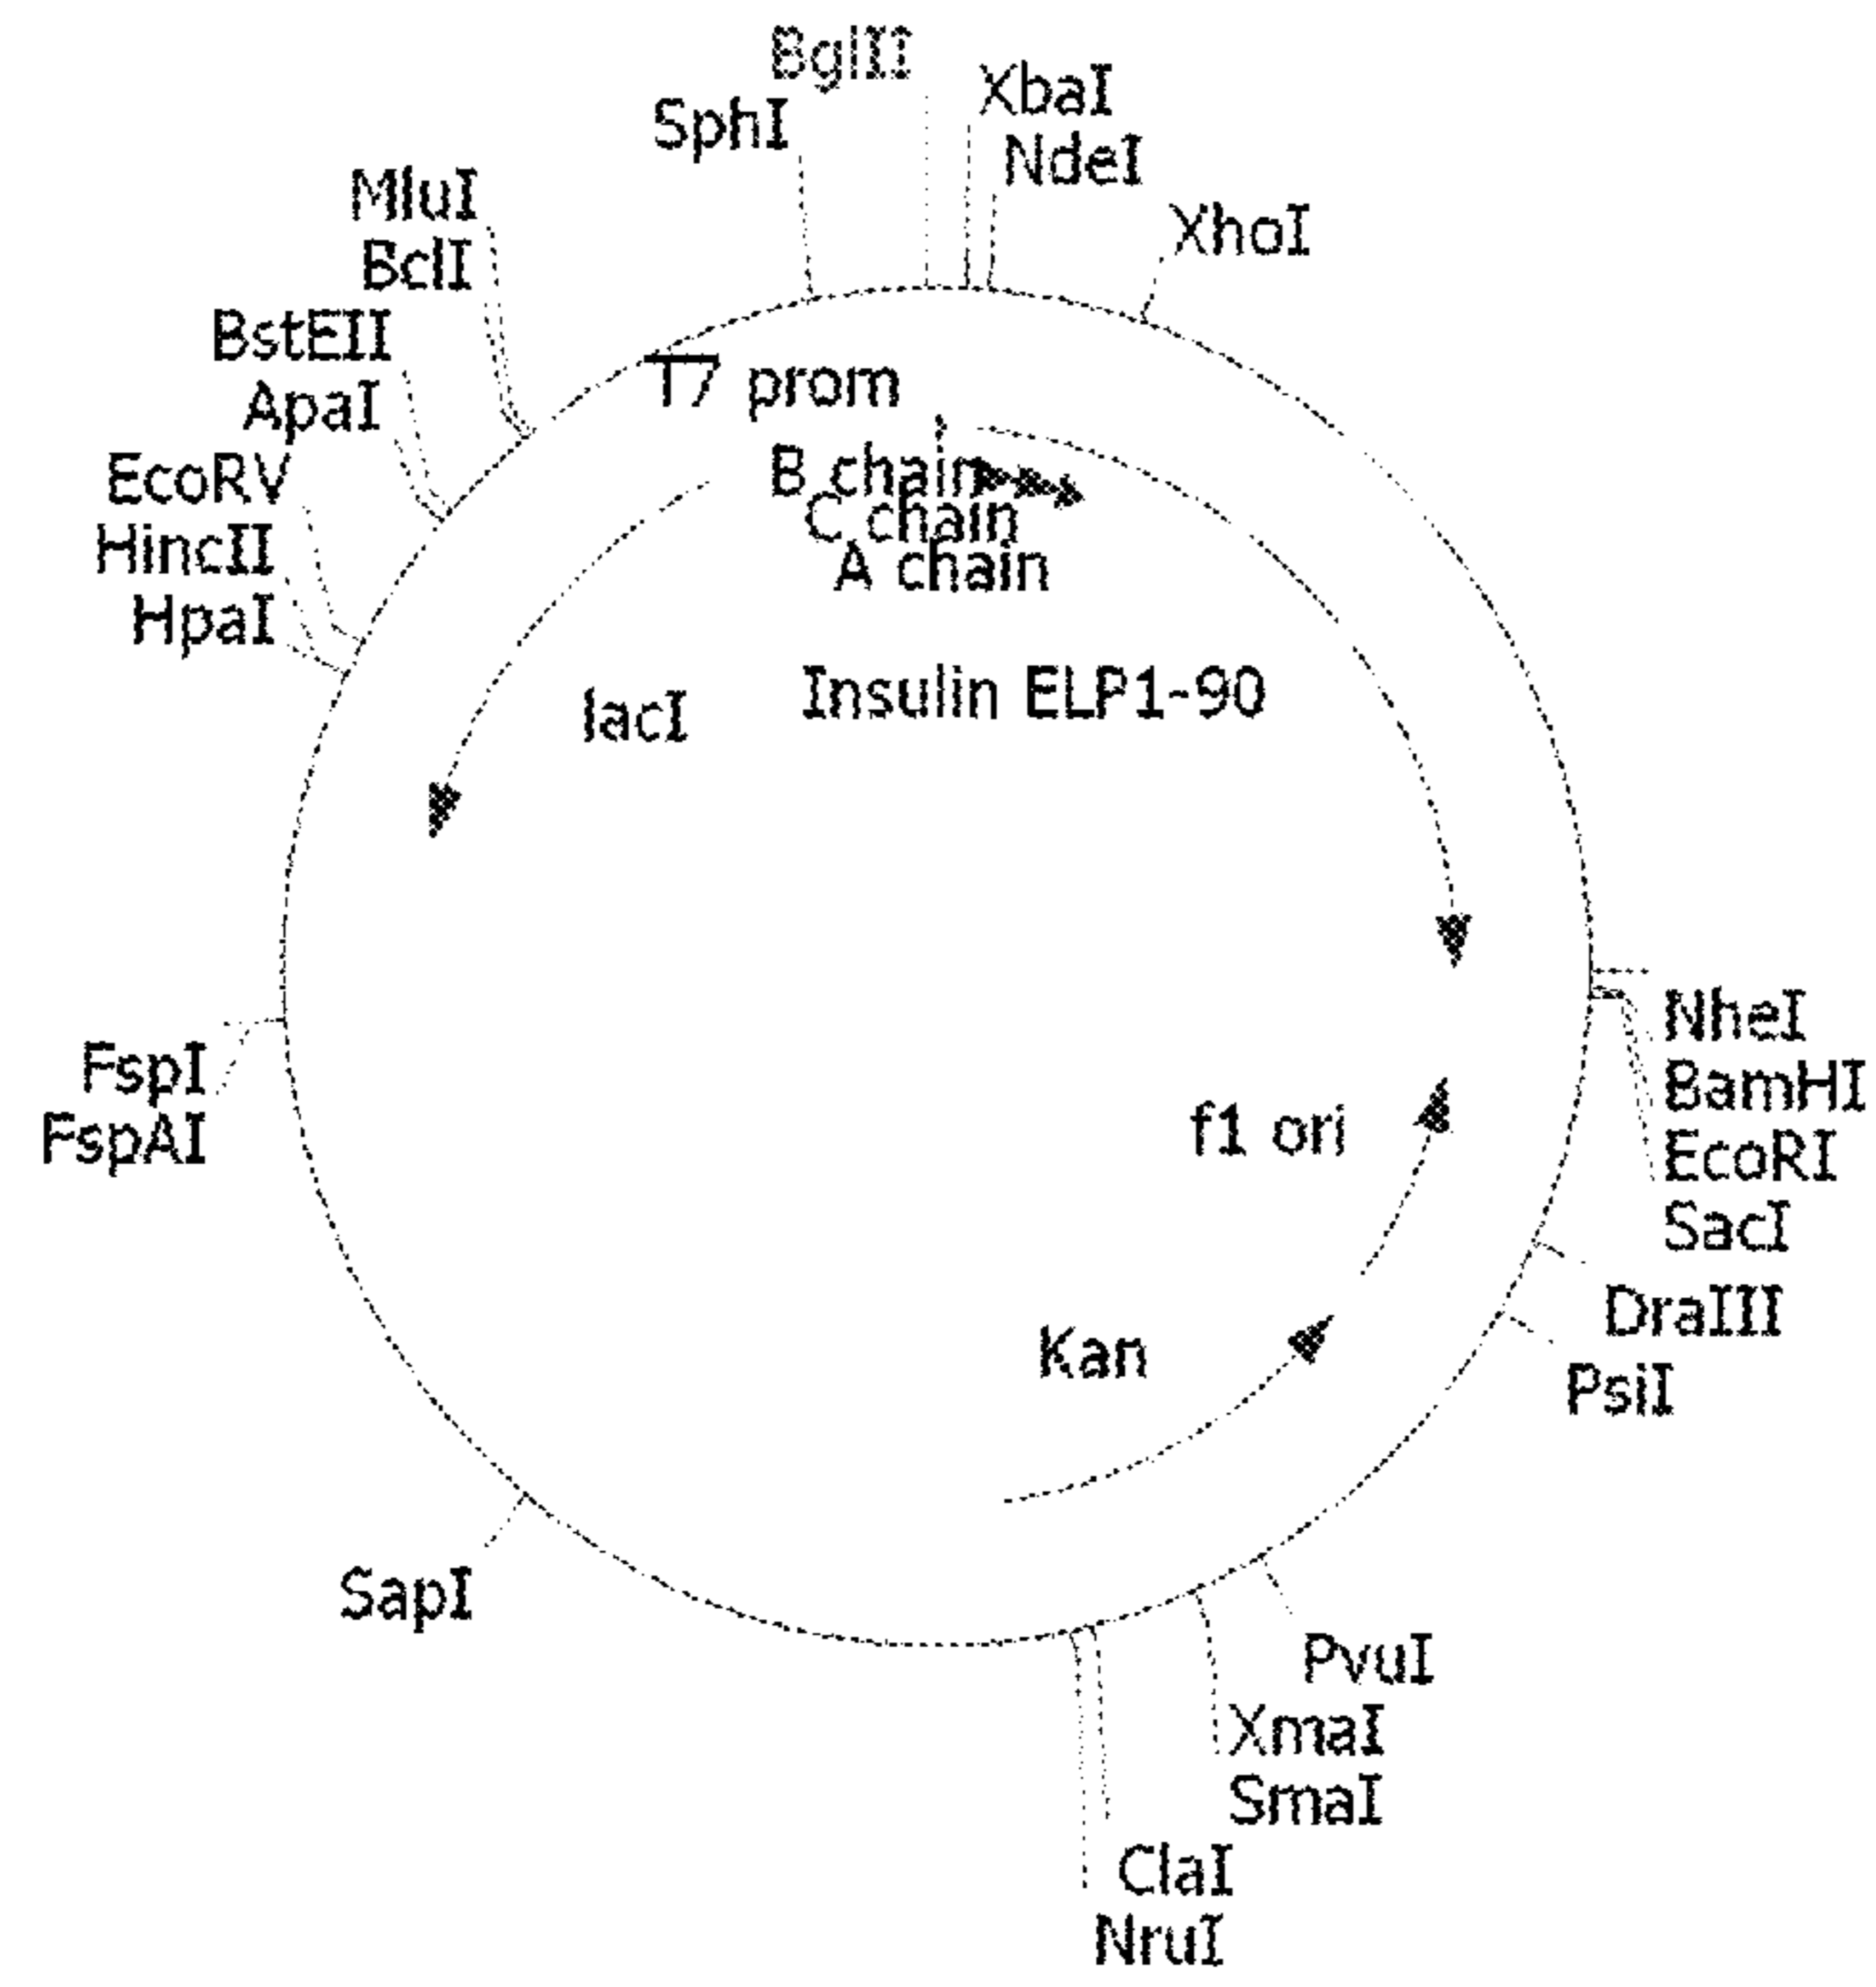 BglII
XbaI
SphI
NdeI
MluI
XhoI
BclI
BstEII
T7 prom
ApaI
B chain
EcoRV
C chain
HincII
A chain
HpaI
Insulin ELP1-90
lacI
NheI
FspI
BamHI
f1 ori
FspAI
EcoRI
SacI
DraIII
Kan
PsiI
SapI
PvuI
XmaI
SmaI
ClaI
NruI